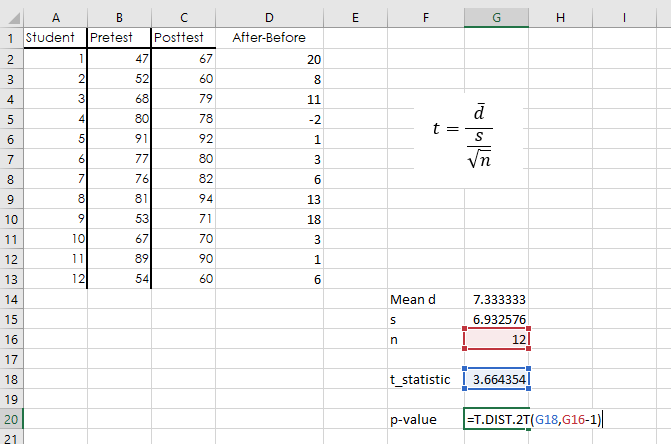 A B C D E F G H I
1 Student Pretest Posttest After-Before
2 1 47 67 20
3 2 52 60 8
4 3 68 79 11
5 4 80 78 -2
6 5 91 92 1
7 6 77 80 3
8 7 76 82 6
9 8 81 94 13
10 9 53 71 18
11 10 67 70 3
12 11 89 90 1
13 12 54 60 6
t = d̄ / (s / √n)
14 Mean d 7.333333
15 s 6.932576
16 n 12
17
18 t_statistic 3.664354
19
20 p-value =T.DIST.2T(G18,G16-1)
21